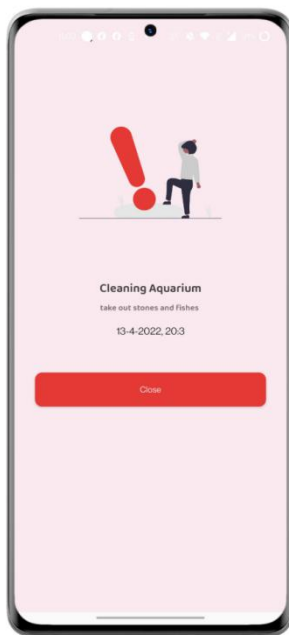 Cleaning Aquarium
take out stones and Fishes
13-4-2022, 20:3
Close